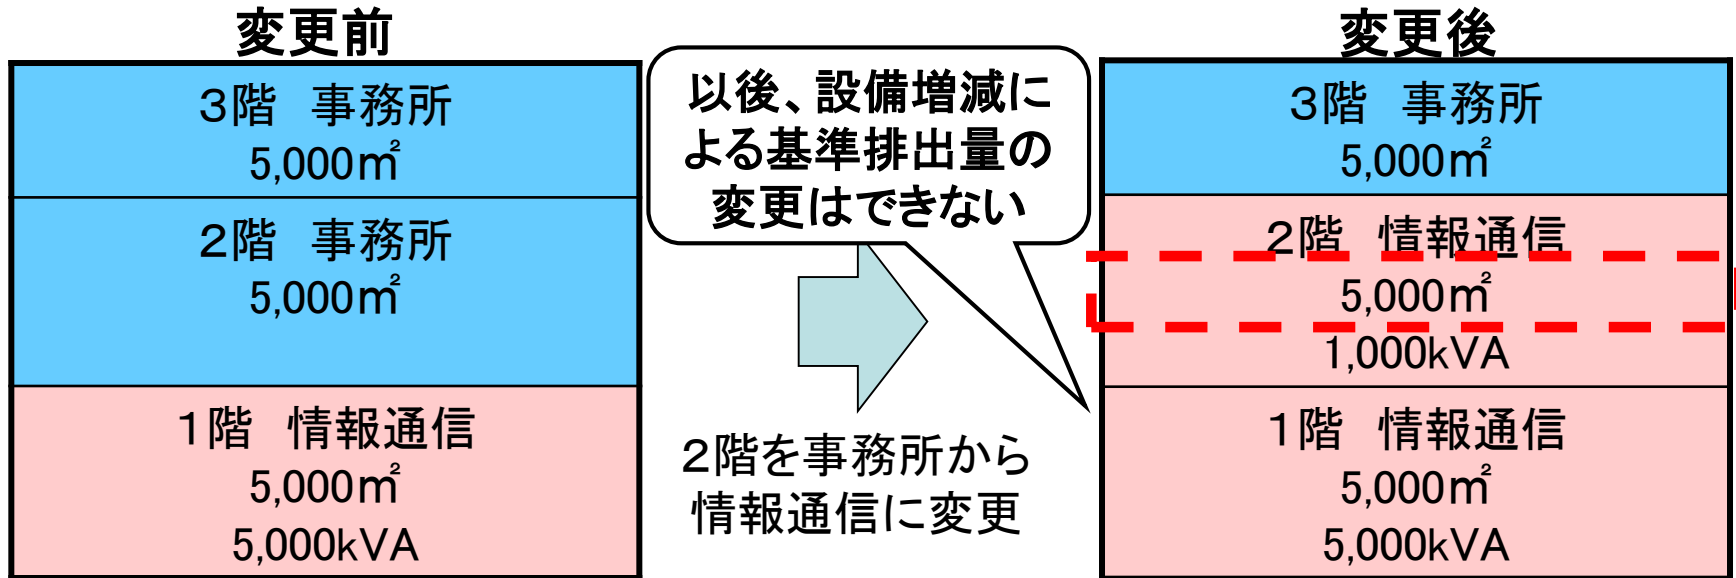 変更前
3階　事務所
5,000㎡
2階　事務所
5,000㎡
1階　情報通信
5,000㎡
5,000kVA
以後、設備増減に
よる基準排出量の
変更はできない
2階を事務所から
情報通信に変更
変更後
3階　事務所
5,000㎡
2階　情報通信
5,000㎡
1,000kVA
1階　情報通信
5,000㎡
5,000kVA